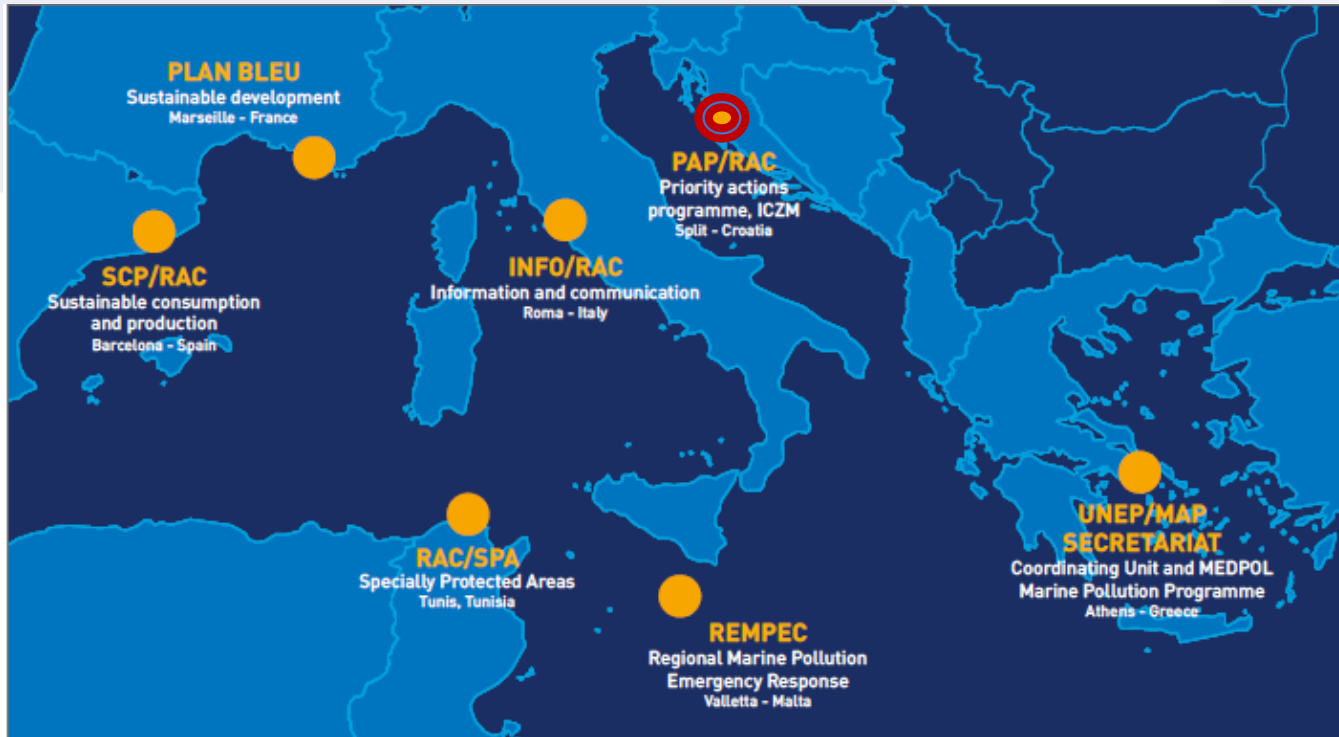 PLAN BLEU
Sustainable development
Marseille - France
PAP/RAC
Priority actions
programme, ICZM
Split - Croatia
SCP/RAC
Sustainable consumption
and production
Barcelona - Spain
INFO/RAC
Information and communication
Roma - Italy
RAC/SPA
Specially Protected Areas
Tunis, Tunisia
REMPEC
Regional Marine Pollution
Emergency Response
Valletta - Malta
UNEP/MAP
SECRETARIAT
Coordinating Unit and MEDPOL
Marine Pollution Programme
Athens - Greece